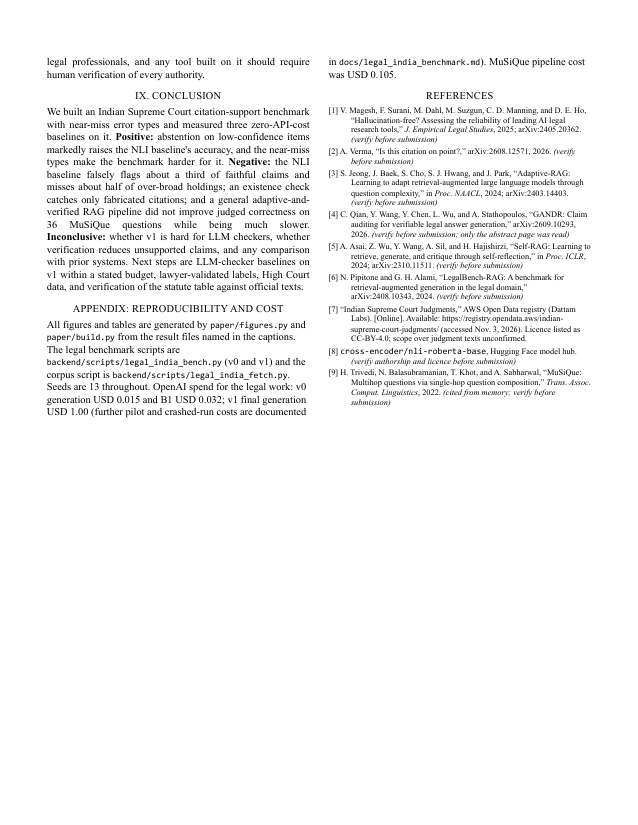 legal professionals, and any tool built on it should require
human verification of every authority.
IX. CONCLUSION
We built an Indian Supreme Court citation-support benchmark
with near-miss error types and measured three zero-API-cost
baselines on it. Positive: abstention on low-confidence items
markedly raises the NLI baseline's accuracy, and the near-miss
types make the benchmark harder for it. Negative: the NLI
baseline falsely flags about a third of faithful claims and
misses about half of over-broad holdings; an existence check
catches only fabricated citations; and a general adaptive-and-
verified RAG pipeline did not improve judged correctness on
36 MuSiQue questions while being much slower.
Inconclusive: whether v1 is hard for LLM checkers, whether
verification reduces unsupported claims, and any comparison
with prior systems. Next steps are LLM-checker baselines on
v1 within a stated budget, lawyer-validated labels, High Court
data, and verification of the statute table against official texts.
APPENDIX: REPRODUCIBILITY AND COST
All figures and tables are generated by paper/figures.py and
paper/build.py from the result files named in the captions.
The legal benchmark scripts are
backend/scripts/legal_india_bench.py (v0 and v1) and the
corpus script is backend/scripts/legal_india_fetch.py.
Seeds are 13 throughout. OpenAI spend for the legal work: v0
generation USD 0.015 and B1 USD 0.032; v1 final generation
USD 1.00 (further pilot and crashed-run costs are documented
in docs/legal_india_benchmark.md). MuSiQue pipeline cost
was USD 0.105.
REFERENCES
[1] V. Magesh, F. Surani, M. Dahl, M. Suzgun, C. D. Manning, and D. E. Ho,
"Hallucination-free? Assessing the reliability of leading AI legal
research tools," J. Empirical Legal Studies, 2025; arXiv:2405.20362.
(verify before submission)
[2] A. Verma, "Is this citation on point?," arXiv:2608.12571, 2026. (verify
before submission)
[3] S. Jeong, J. Baek, S. Cho, S. J. Hwang, and J. Park, "Adaptive-RAG:
Learning to adapt retrieval-augmented large language models through
question complexity," in Proc. NAACL, 2024; arXiv:2403.14403.
(verify before submission)
[4] C. Qian, Y. Wang, Y. Chen, L. Wu, and A. Stathopoulos, "GANDR: Claim
auditing for verifiable legal answer generation," arXiv:2609.10293,
2026. (verify before submission; only the abstract page was read)
[5] A. Asai, Z. Wu, Y. Wang, A. Sil, and H. Hajishirzi, "Self-RAG: Learning to
retrieve, generate, and critique through self-reflection," in Proc. ICLR,
2024; arXiv:2310.11511. (verify before submission)
[6] N. Pipitone and G. H. Alami, "LegalBench-RAG: A benchmark for
retrieval-augmented generation in the legal domain,"
arXiv:2408.10343, 2024. (verify before submission)
[7] "Indian Supreme Court Judgments," AWS Open Data registry (Dattam
Labs). [Online]. Available: https://registry.opendata.aws/indian-
supreme-court-judgments/ (accessed Nov. 3, 2026). Licence listed as
CC-BY-4.0; scope over judgment texts unconfirmed.
[8] cross-encoder/nli-roberta-base, Hugging Face model hub.
(verify authorship and licence before submission)
[9] H. Trivedi, N. Balasubramanian, T. Khot, and A. Sabharwal, "MuSiQue:
Multihop questions via single-hop question composition," Trans. Assoc.
Comput. Linguistics, 2022. (cited from memory; verify before
submission)